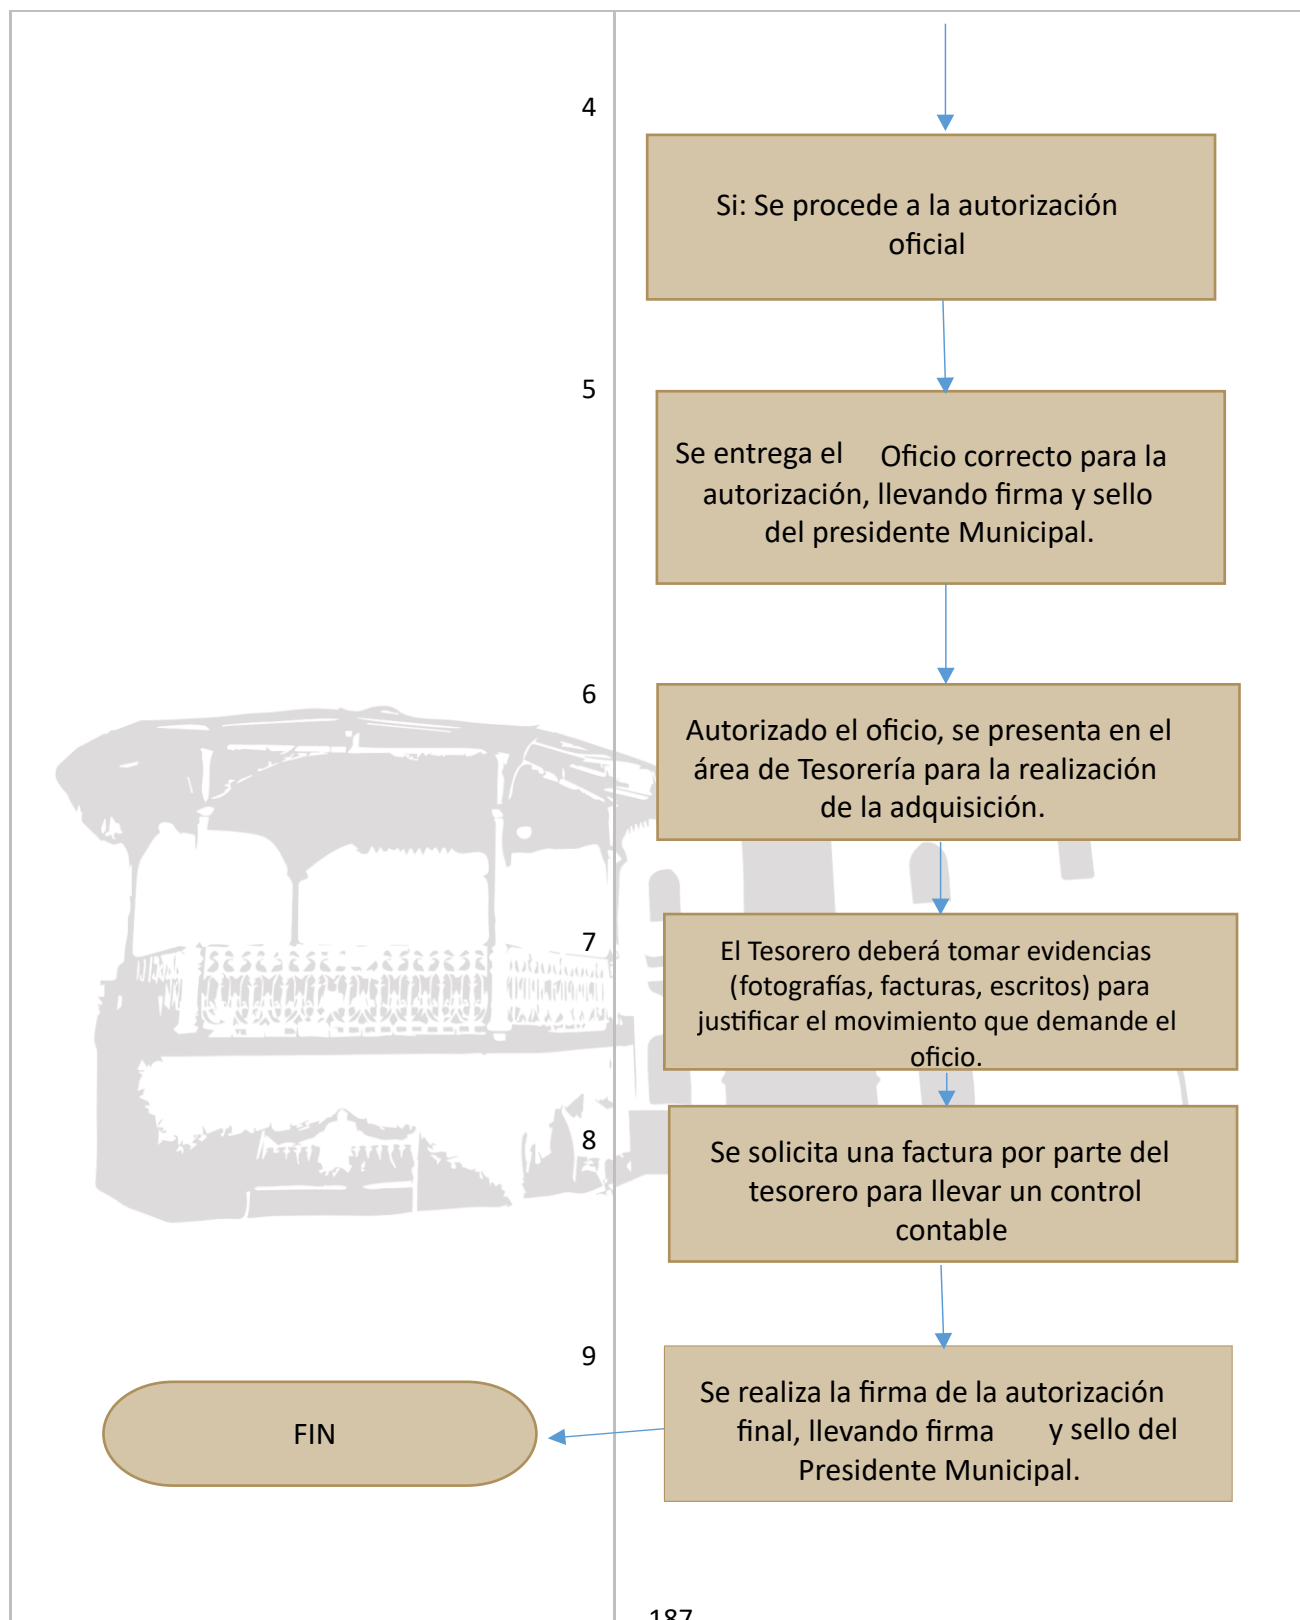 4
Si: Se procede a la autorización
oficial
5
Se entrega el Oficio correcto para la
autorización, llevando firma y sello
del presidente Municipal.
6
Autorizado el oficio, se presenta en el
área de Tesorería para la realización
de la adquisición.
7
El Tesorero deberá tomar evidencias
(fotografías, facturas, escritos) para
justificar el movimiento que demande el
oficio.
8
Se solicita una factura por parte del
tesorero para llevar un control
contable
9
Se realiza la firma de la autorización
final, llevando firma y sello del
Presidente Municipal.
FIN
187